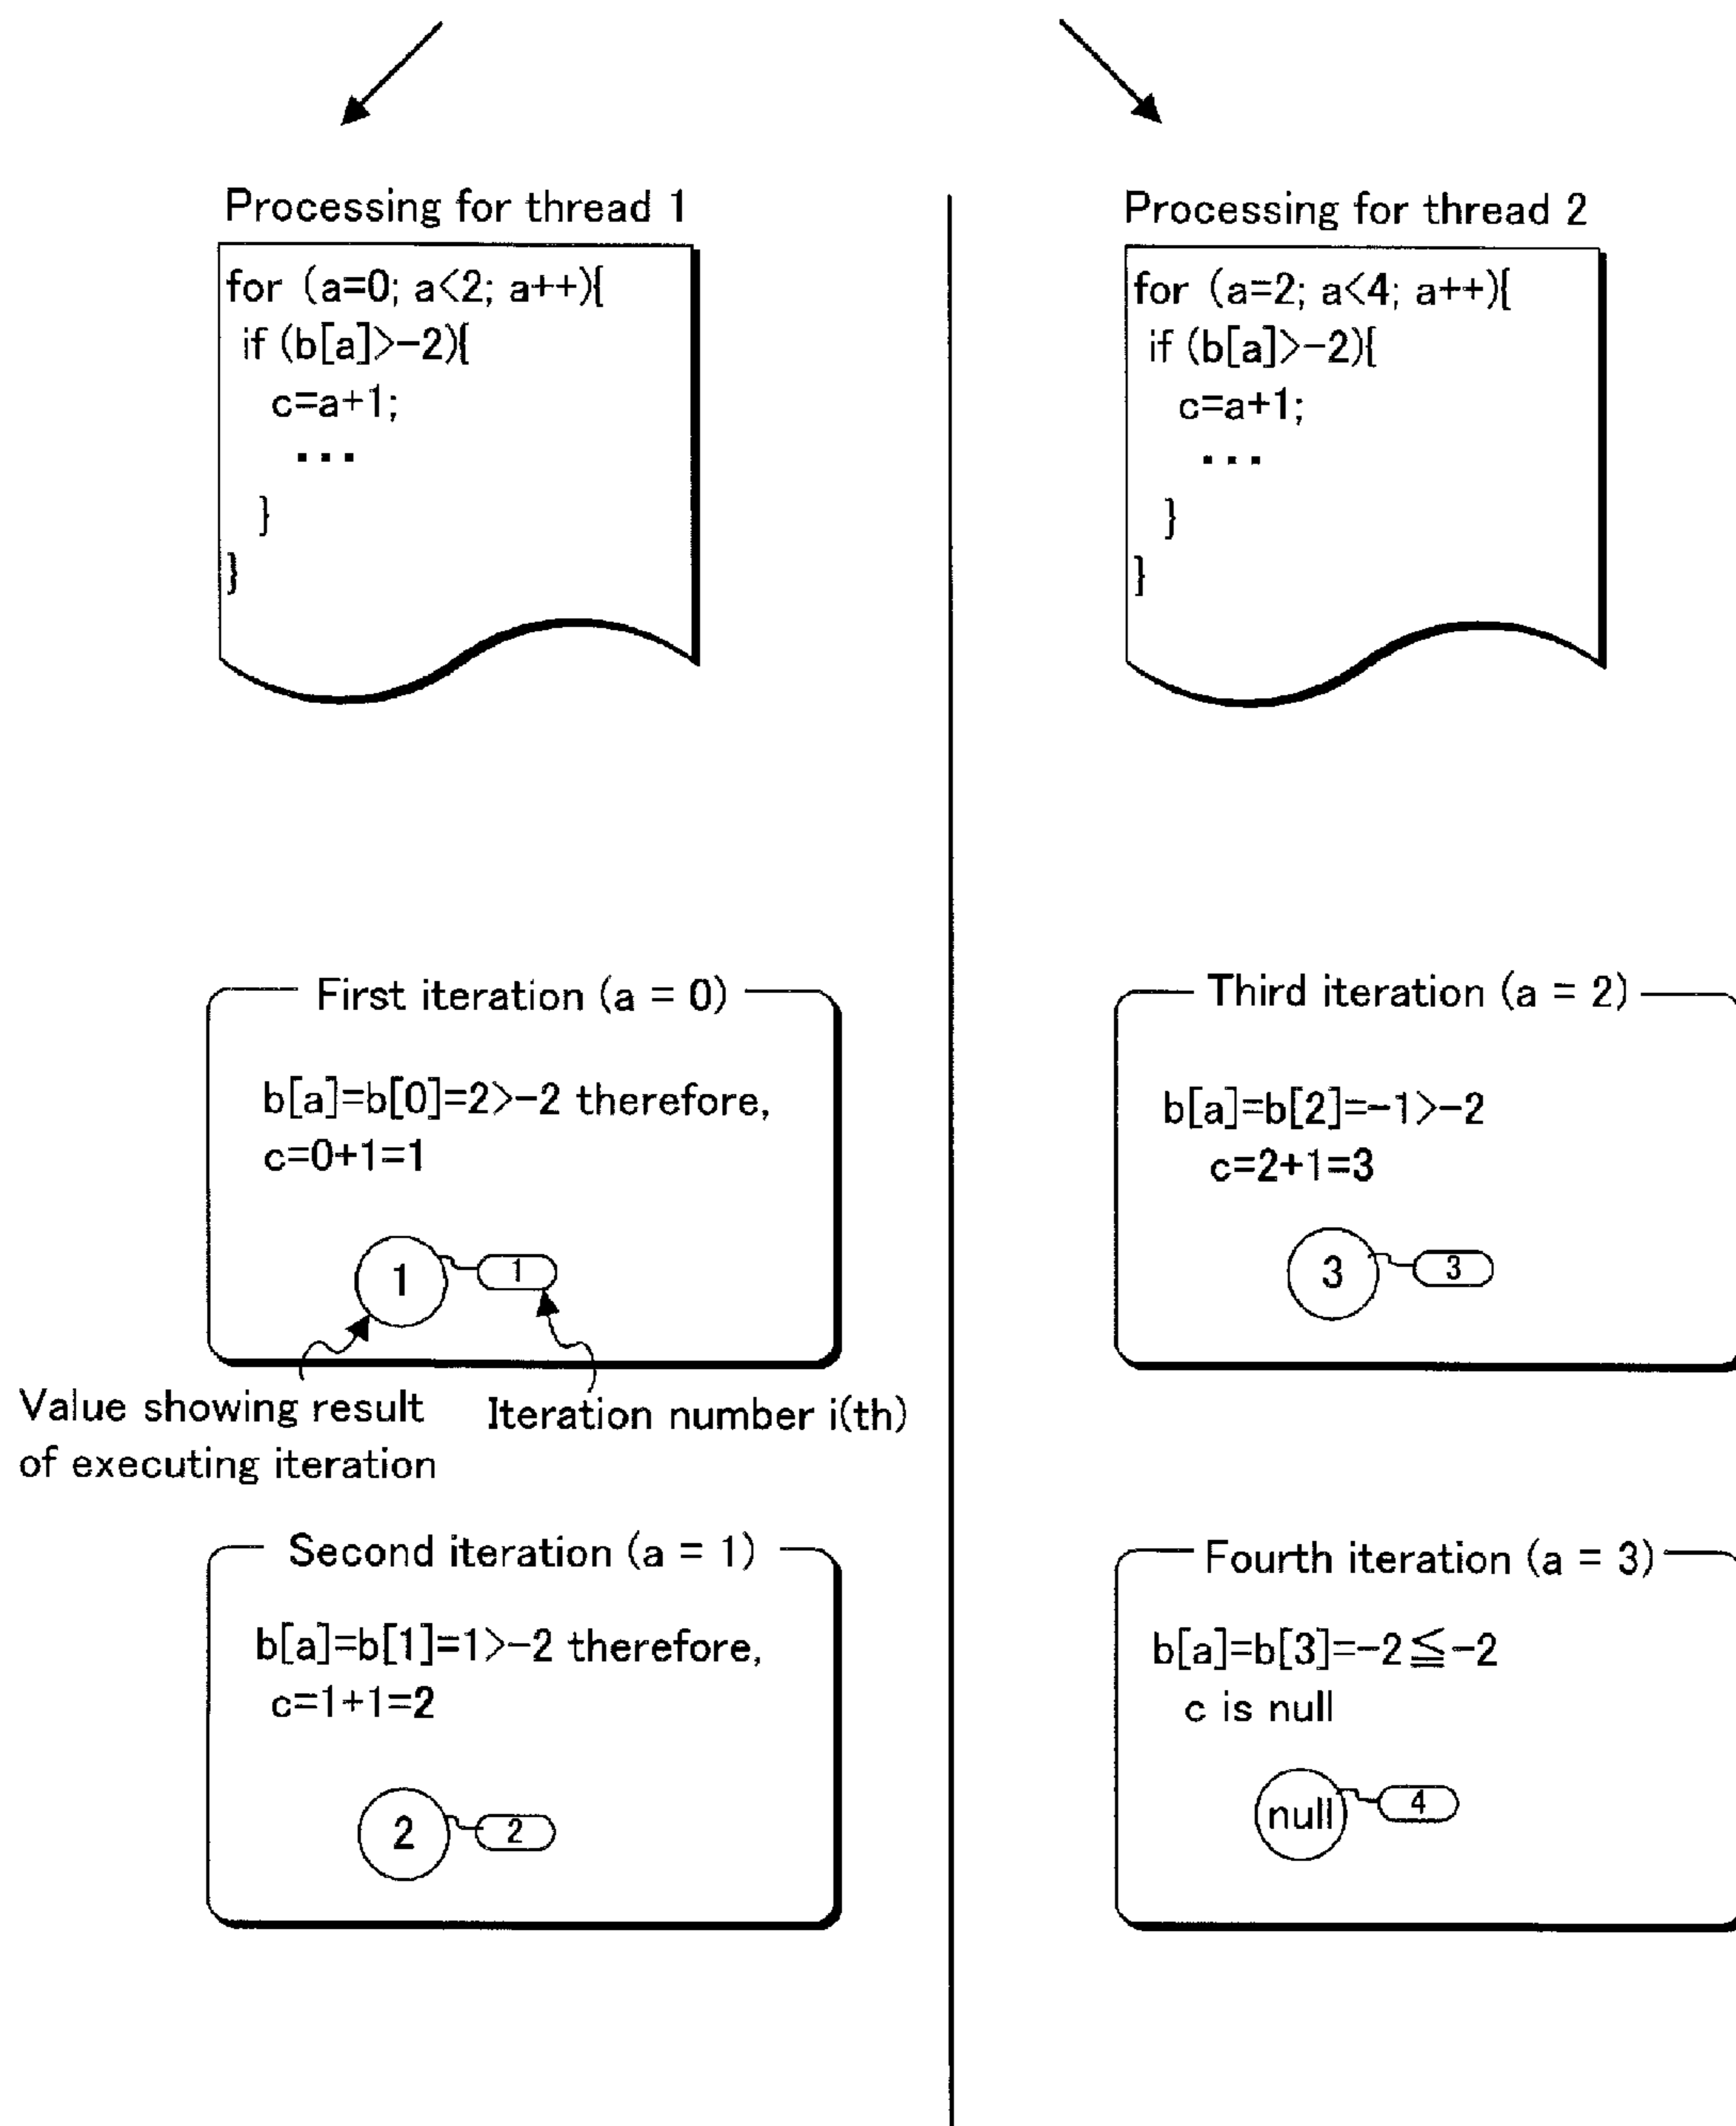 Processing for thread 1
for (a=0; a<2; a++){
if (b[a]>-2){
c=a+1;
...
}
}
Processing for thread 2
for (a=2; a<4; a++){
if (b[a]>-2){
c=a+1;
...
}
}
First iteration (a = 0)
b[a]=b[0]=2>-2 therefore,
c=0+1=1
1
1
Value showing result
of executing iteration
Iteration number i(th)
Second iteration (a = 1)
b[a]=b[1]=1>-2 therefore,
c=1+1=2
2
2
Third iteration (a = 2)
b[a]=b[2]=-1>-2
c=2+1=3
3
3
Fourth iteration (a = 3)
b[a]=b[3]=-2≦-2
c is null
null
4